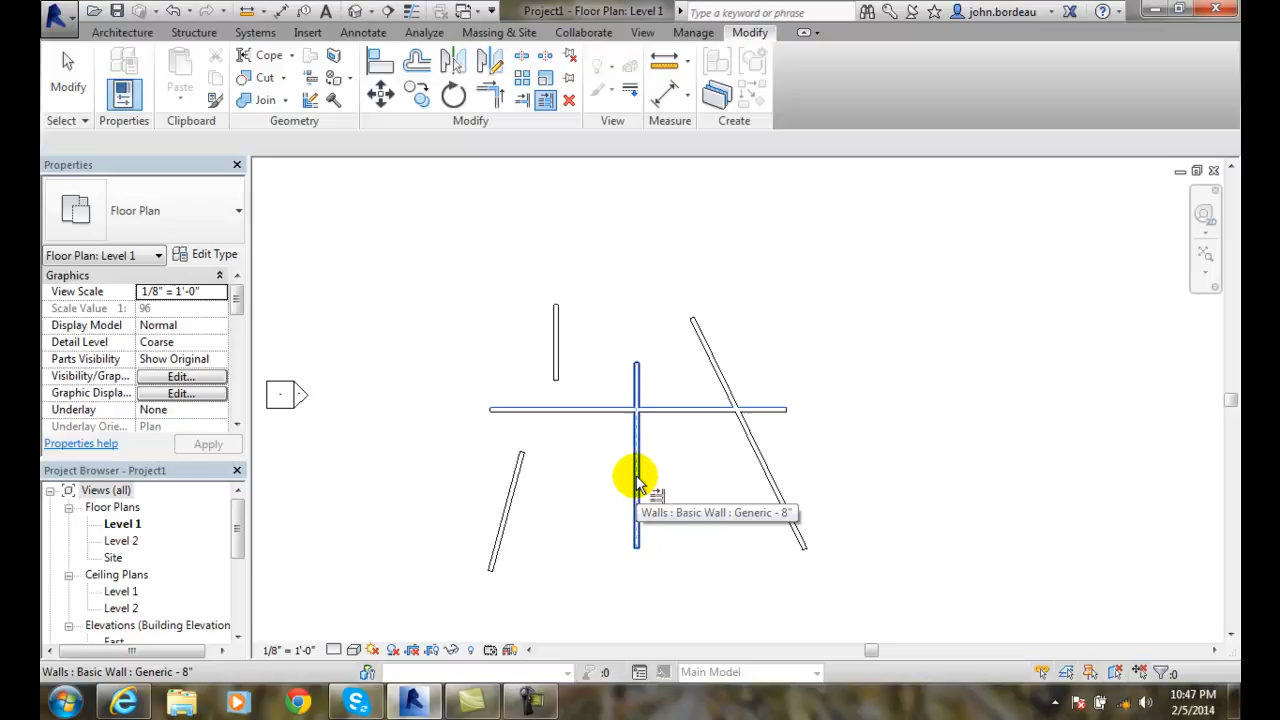 Project1 - Floor Plan: Level 1
Type a keyword or phrase
john.bordeau
Architecture Structure Systems Insert Annotate Analyze Massing & Site Collaborate View Manage Modify
Modify
Properties
Paste
Cope
Cut
Join
Select
Properties
Clipboard
Geometry
Modify
View
Measure
Create
Properties
Floor Plan
Floor Plan: Level 1
Edit Type
Graphics
View Scale 1/8" = 1'-0"
Scale Value 1: 96
Display Model Normal
Detail Level Coarse
Parts Visibility Show Original
Visibility/Grap... Edit...
Graphic Displa... Edit...
Underlay None
Underlay Orie... Plan
Properties help
Apply
Project Browser - Project1
Views (all)
Floor Plans
Level 1
Level 2
Site
Ceiling Plans
Level 1
Level 2
Elevations (Building Elevation
East
Walls : Basic Wall : Generic - 8"
1/8" = 1'-0"
Walls : Basic Wall : Generic - 8"
:0
Main Model
:0
10:47 PM
2/5/2014